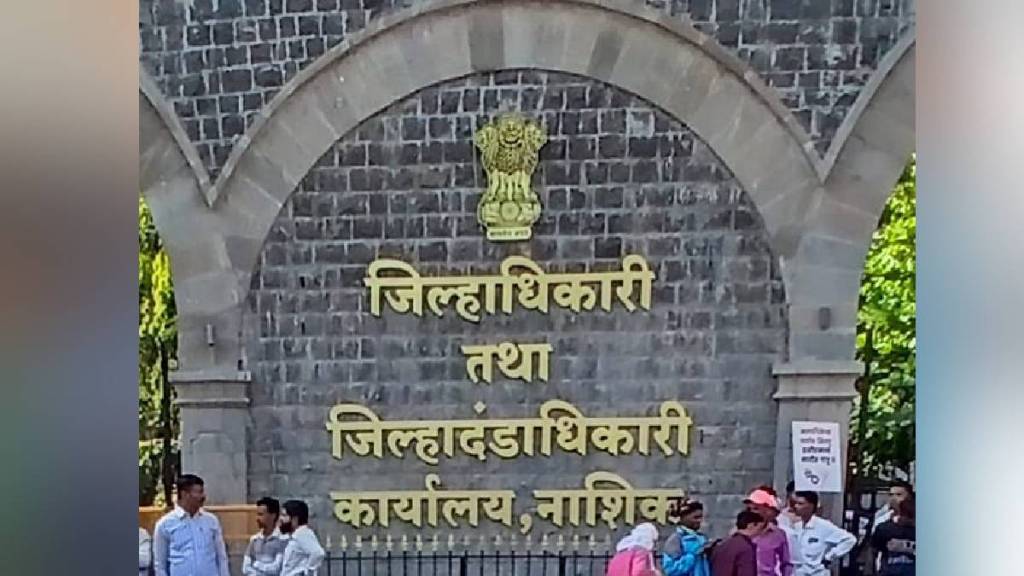 जिल्हाधिकारी
तथा
जिल्हादंडाधिकारी
कार्यालय, नाशिक